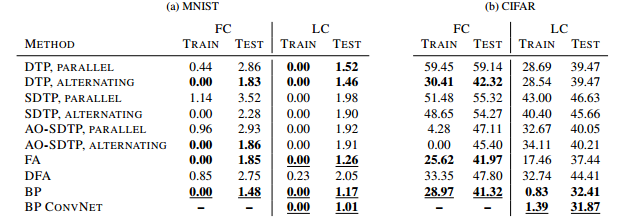 (a) MNIST (b) CIFAR
FC LC FC LC
METHOD TRAIN TEST TRAIN TEST TRAIN TEST TRAIN TEST
DTP, PARALLEL 0.44 2.86 0.00 1.52 59.45 59.14 28.69 39.47
DTP, ALTERNATING 0.00 1.83 0.00 1.46 30.41 42.32 28.54 39.47
SDTP, PARALLEL 1.14 3.52 0.00 1.98 51.48 55.32 43.00 46.63
SDTP, ALTERNATING 0.00 2.28 0.00 1.90 48.65 54.27 40.40 45.66
AO-SDTP, PARALLEL 0.96 2.93 0.00 1.92 4.28 47.11 32.67 40.05
AO-SDTP, ALTERNATING 0.00 1.86 0.00 1.91 0.00 45.40 34.11 40.21
FA 0.00 1.85 0.00 1.26 25.62 41.97 17.46 37.44
DFA 0.85 2.75 0.23 2.05 33.35 47.80 32.74 44.41
BP 0.00 1.48 0.00 1.17 28.97 41.32 0.83 32.41
BP CONVNET – – 0.00 1.01 – – 1.39 31.87